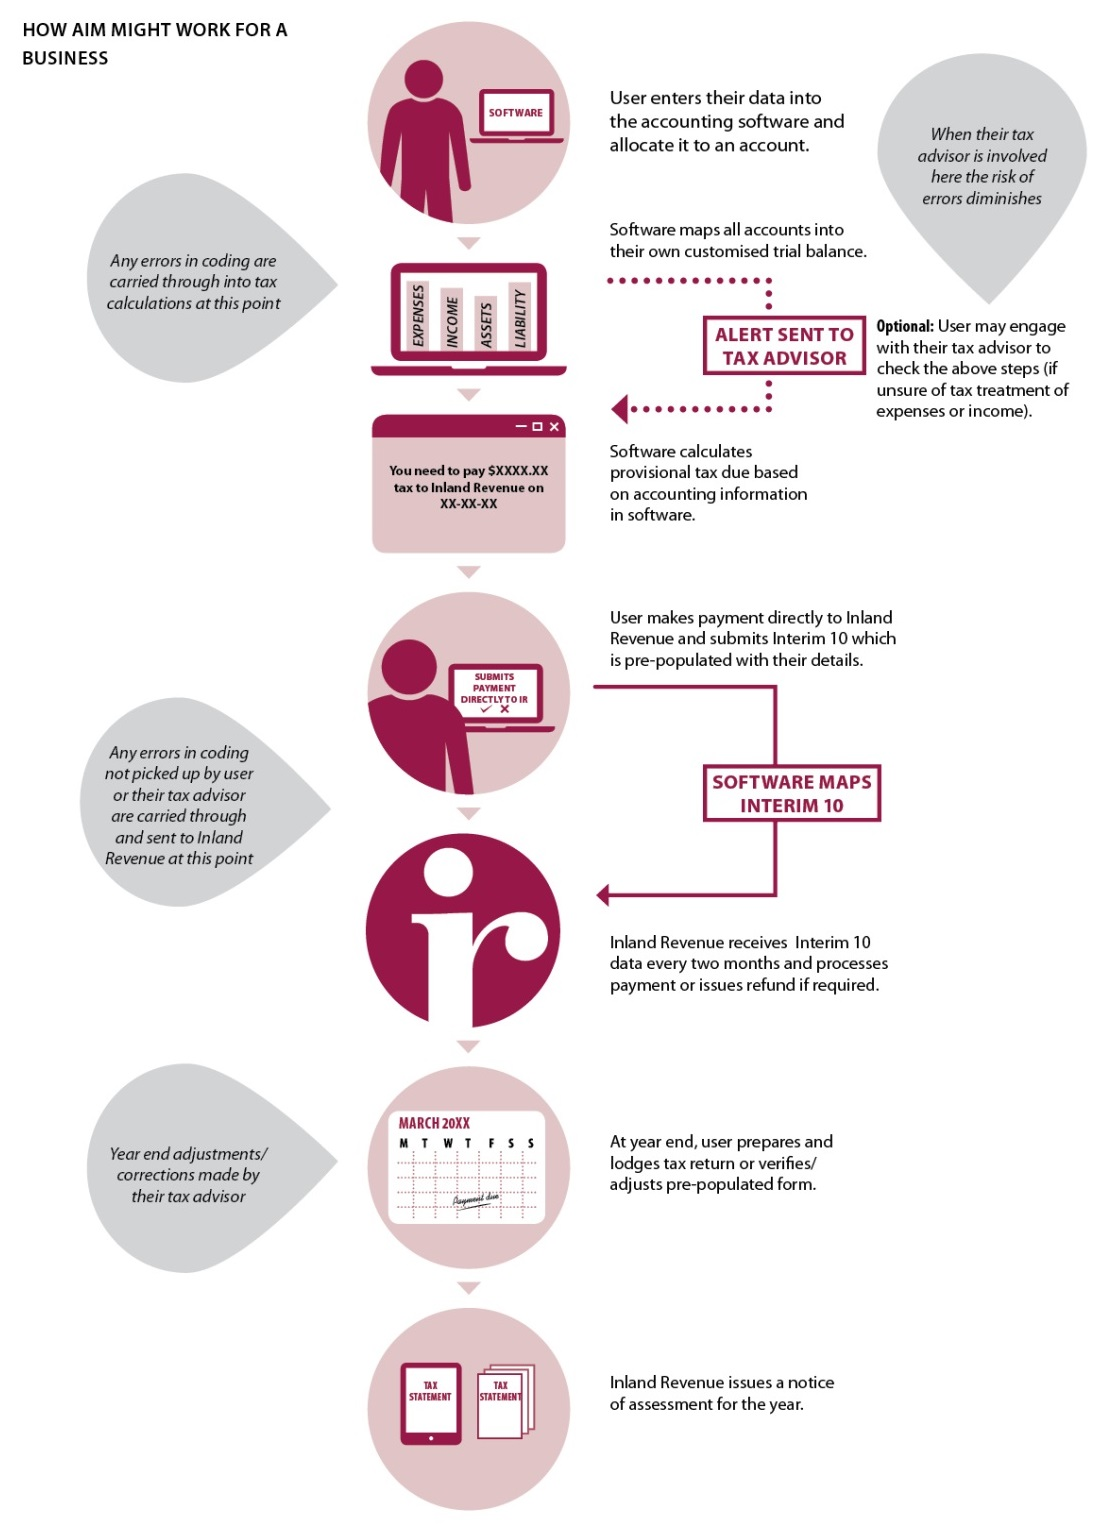 HOW AIM MIGHT WORK FOR A
BUSINESS
SOFTWARE
User enters their data into
the accounting software and
allocate it to an account.
When their tax
advisor is involved
here the risk of
errors diminishes
Any errors in coding are
carried through into tax
calculations at this point
EXPENSES
INCOME
ASSETS
LIABILITY
Software maps all accounts into
their own customised trial balance.
ALERT SENT TO
TAX ADVISOR
Optional: User may engage
with their tax advisor to
check the above steps (if
unsure of tax treatment of
expenses or income).
You need to pay $XXXX.XX
tax to Inland Revenue on
XX-XX-XX
Software calculates
provisional tax due based
on accounting information
in software.
SUBMITS
PAYMENT
DIRECTLY TO IR
User makes payment directly to Inland
Revenue and submits Interim 10 which
is pre-populated with their details.
Any errors in coding
not picked up by user
or their tax advisor
are carried through
and sent to Inland
Revenue at this point
SOFTWARE MAPS
INTERIM 10
ir
Inland Revenue receives Interim 10
data every two months and processes
payment or issues refund if required.
Year end adjustments/
corrections made by
their tax advisor
MARCH 20XX
M T W T F S S
Payment due
At year end, user prepares and
lodges tax return or verifies/
adjusts pre-populated form.
TAX
STATEMENT
TAX
STATEMENT
Inland Revenue issues a notice
of assessment for the year.